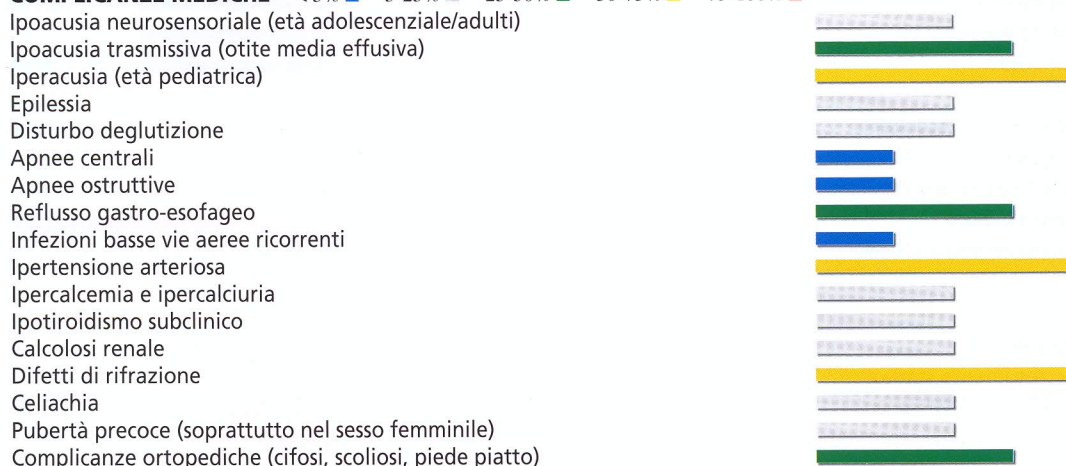 COMPLICANZE MEDICHE
Ipoacusia neurosensoriale (età adolescenziale/adulti)
Ipoacusia trasmissiva (otite media effusiva)
Iperacusia (età pediatrica)
Epilessia
Disturbo deglutizione
Apnee centrali
Apnee ostruttive
Reflusso gastro-esofageo
Infezioni basse vie aeree ricorrenti
Ipertensione arteriosa
Ipercalcemia e ipercalciuria
Ipotiroidismo subclinico
Calcolosi renale
Difetti di rifrazione
Celiachia
Pubertà precoce (soprattutto nel sesso femminile)
Complicanze ortopediche (cifosi, scoliosi, piede piatto)